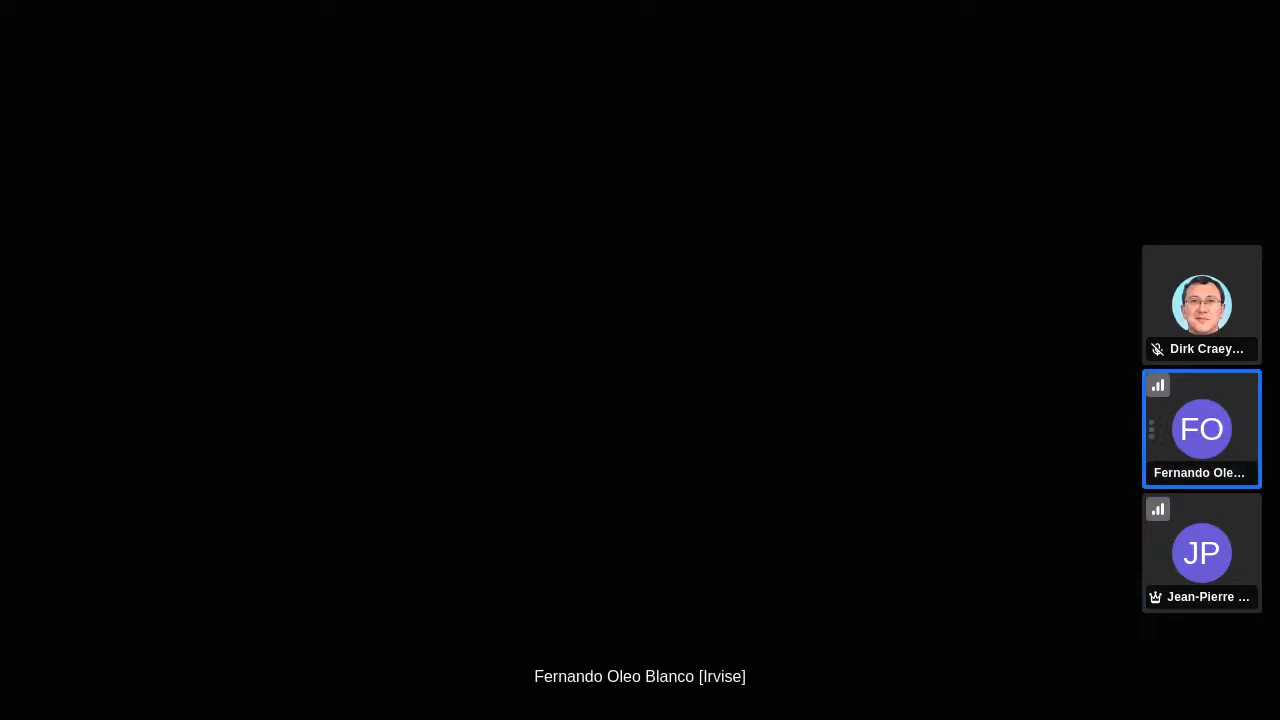 Dirk Craey...
FO
Fernando Ole...
JP
Jean-Pierre ...
Fernando Oleo Blanco [Irvise]